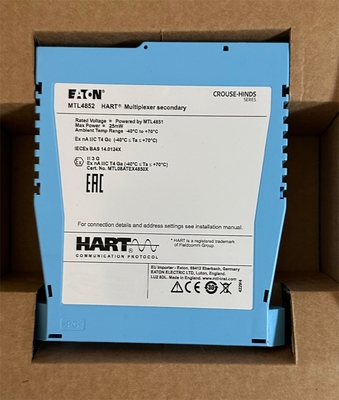 EATON
CROUSE-HINDS
SERIES
MTL4852 HART® Multiplexer secondary
Rated Voltage = Powered by MTL4851
Max Power = 25mW
Ambient Temp Range -40°C to +70°C
Ex nA IIC T4 Gc (-40°C ≤ Ta ≤ +70°C)
IECEx BAS 14.0124X
II 3 G
Ex nA IIC T4 Gc (-40°C ≤ Ta ≤ +70°C)
Cert. No. MTL08ATEX4850X
EAC
For connection details and address settings see installation manual.
HART
COMMUNICATION PROTOCOL
* HART is a registered trademark
of Fieldcomm Group.
EU Importer - Eaton, 69412 Eberbach, Germany
EATON ELECTRIC LTD, Luton, England.
LU2 8DL. Made in England. www.mtl-inst.com
CE